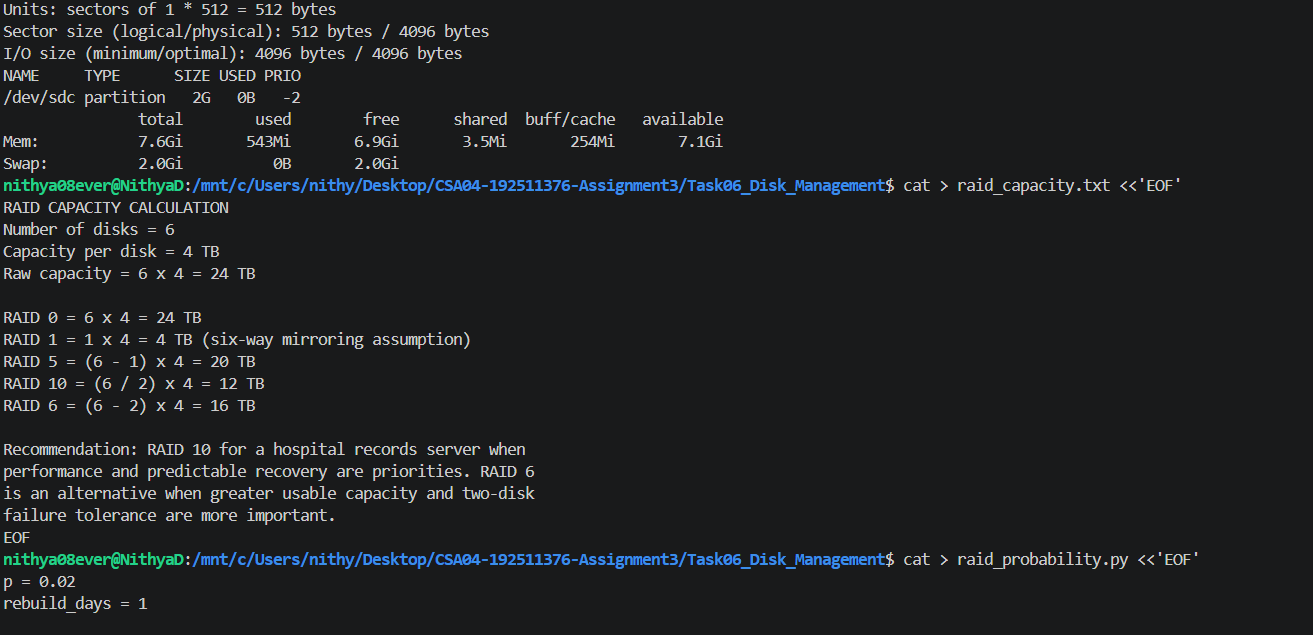 Units: sectors of 1 * 512 = 512 bytes
Sector size (logical/physical): 512 bytes / 4096 bytes
I/O size (minimum/optimal): 4096 bytes / 4096 bytes
NAME     TYPE      SIZE USED PRIO
/dev/sdc partition   2G   0B   -2
               total        used        free      shared  buff/cache   available
Mem:           7.6Gi       543Mi       6.9Gi       3.5Mi       254Mi       7.1Gi
Swap:          2.0Gi          0B       2.0Gi
nithya08ever@NithyaD:/mnt/c/Users/nithy/Desktop/CSA04-192511376-Assignment3/Task06_Disk_Management$ cat > raid_capacity.txt <<'EOF'
RAID CAPACITY CALCULATION
Number of disks = 6
Capacity per disk = 4 TB
Raw capacity = 6 x 4 = 24 TB

RAID 0 = 6 x 4 = 24 TB
RAID 1 = 1 x 4 = 4 TB (six-way mirroring assumption)
RAID 5 = (6 - 1) x 4 = 20 TB
RAID 10 = (6 / 2) x 4 = 12 TB
RAID 6 = (6 - 2) x 4 = 16 TB

Recommendation: RAID 10 for a hospital records server when
performance and predictable recovery are priorities. RAID 6
is an alternative when greater usable capacity and two-disk
failure tolerance are more important.
EOF
nithya08ever@NithyaD:/mnt/c/Users/nithy/Desktop/CSA04-192511376-Assignment3/Task06_Disk_Management$ cat > raid_probability.py <<'EOF'
p = 0.02
rebuild_days = 1